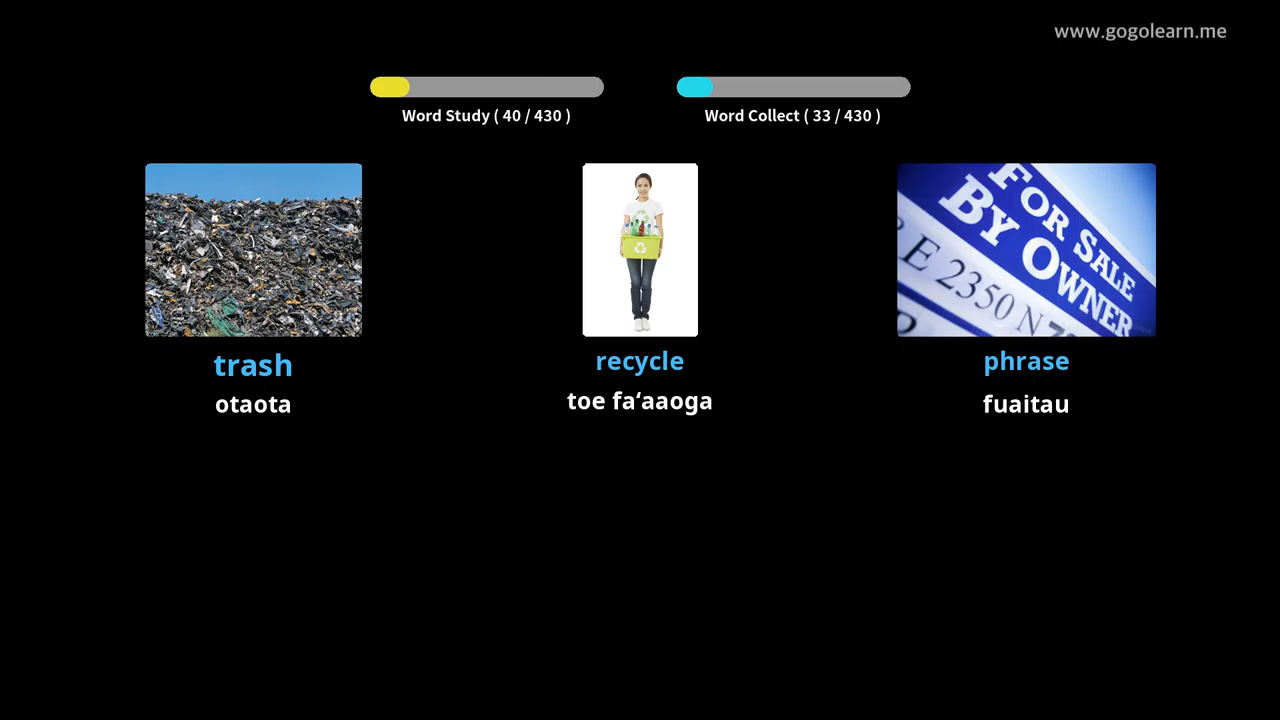 www.gogolearn.me
Word Study ( 40 / 430 )
Word Collect ( 33 / 430 )
FOR SALE
BY OWNER
E 2350 N
trash
recycle
phrase
otaota
toe fa‘aaoga
fuaitau